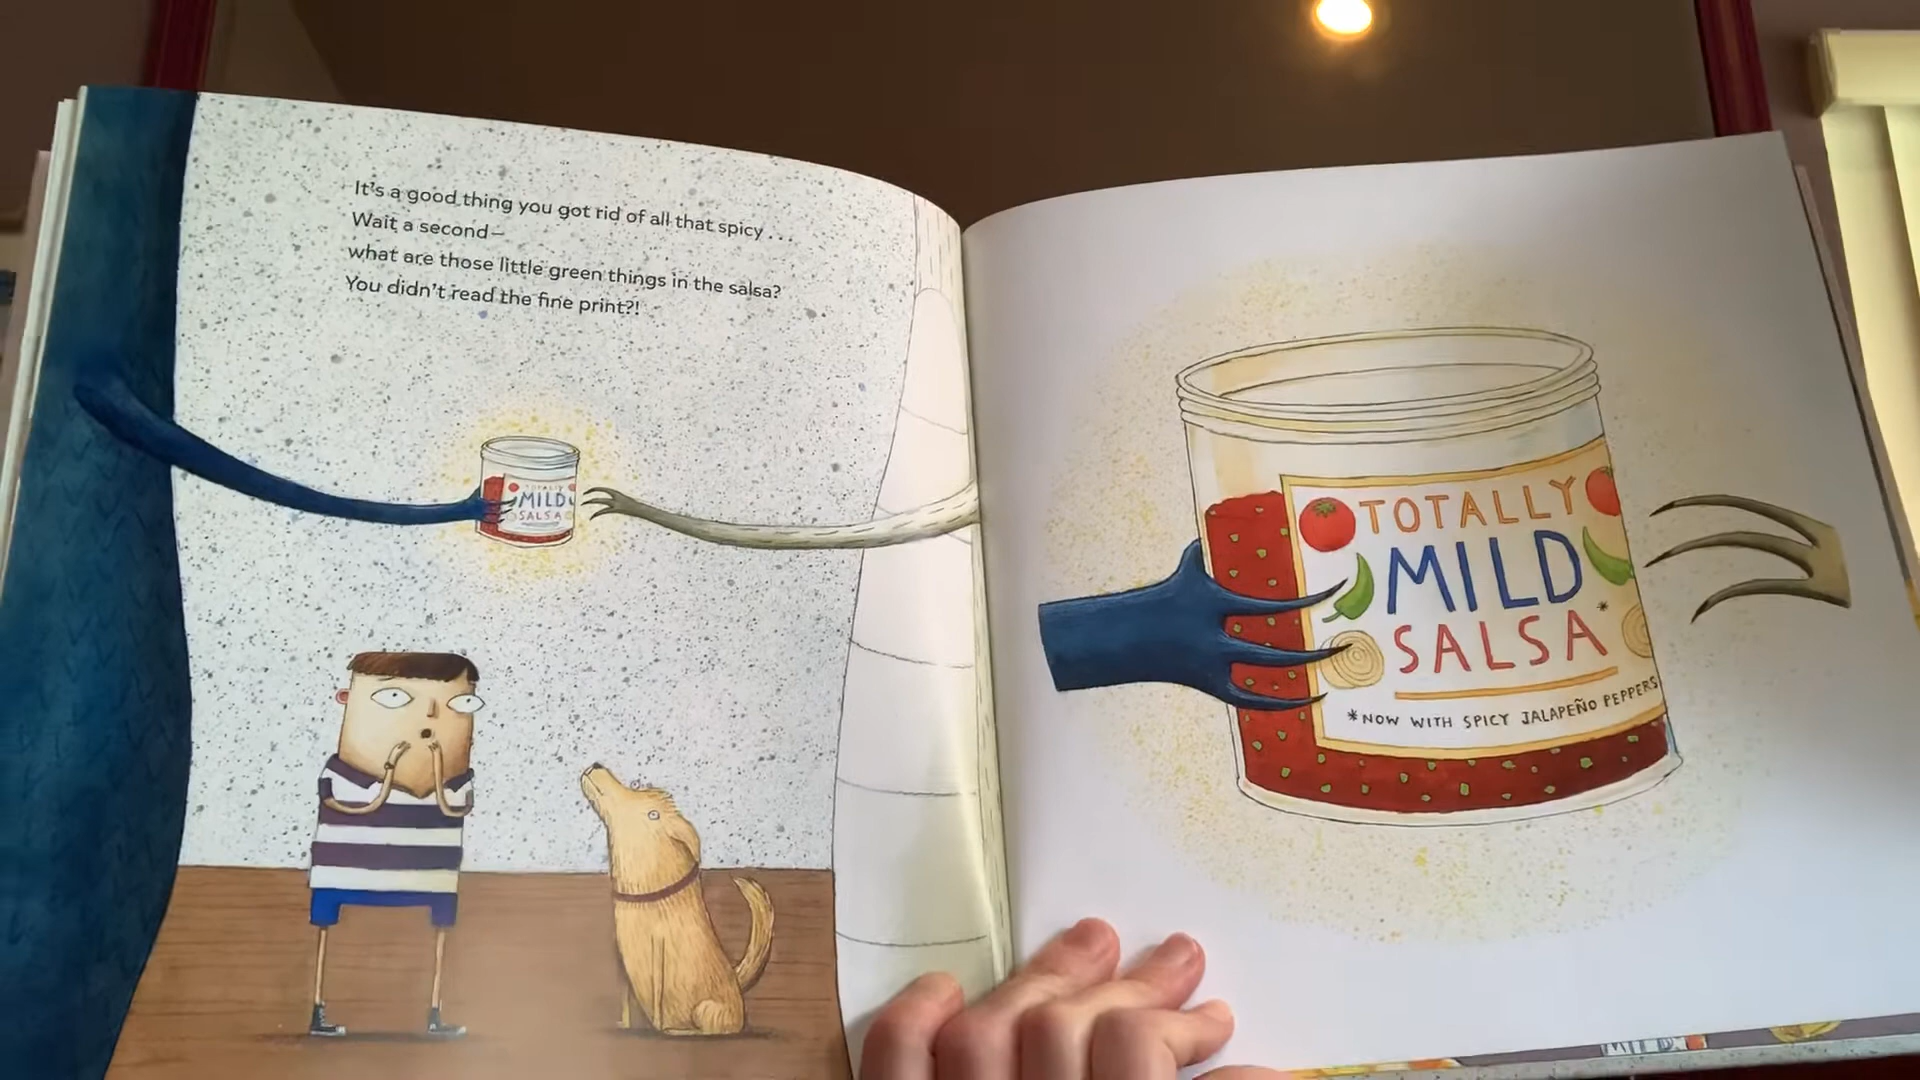 It's a good thing you got rid of all that spicy . . .
Wait a second—
what are those little green things in the salsa?
You didn't read the fine print?!
TOTALLY
MILD
SALSA
TOTALLY
MILD
SALSA*
*NOW WITH SPICY JALAPEÑO PEPPERS